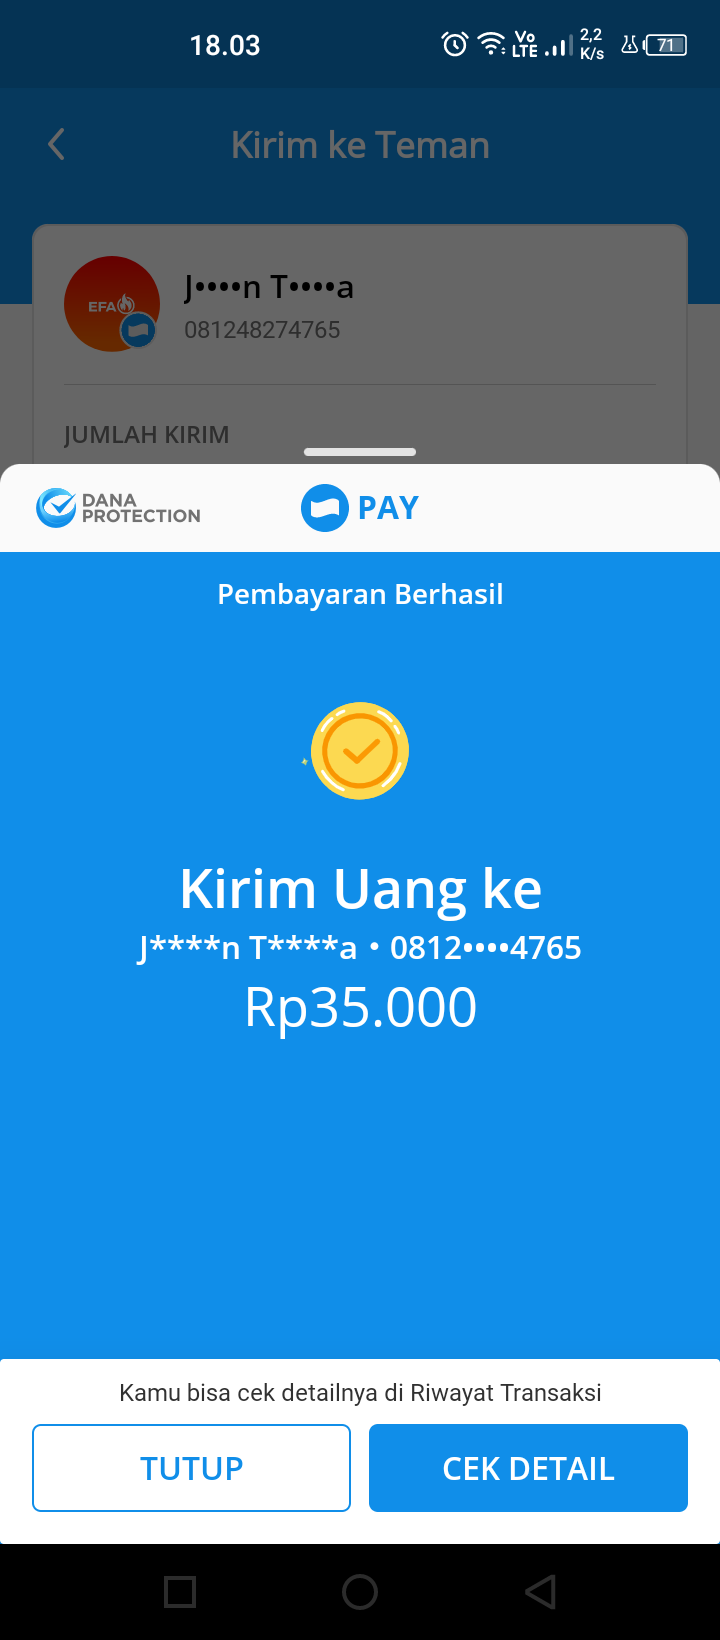 18.03
Vo LTE
2,2 K/s
71
Kirim ke Teman
EFA
J••••n T••••a
081248274765
JUMLAH KIRIM
DANA PROTECTION
PAY
Pembayaran Berhasil
Kirim Uang ke
J****n T****a • 0812••••4765
Rp35.000
Kamu bisa cek detailnya di Riwayat Transaksi
TUTUP
CEK DETAIL